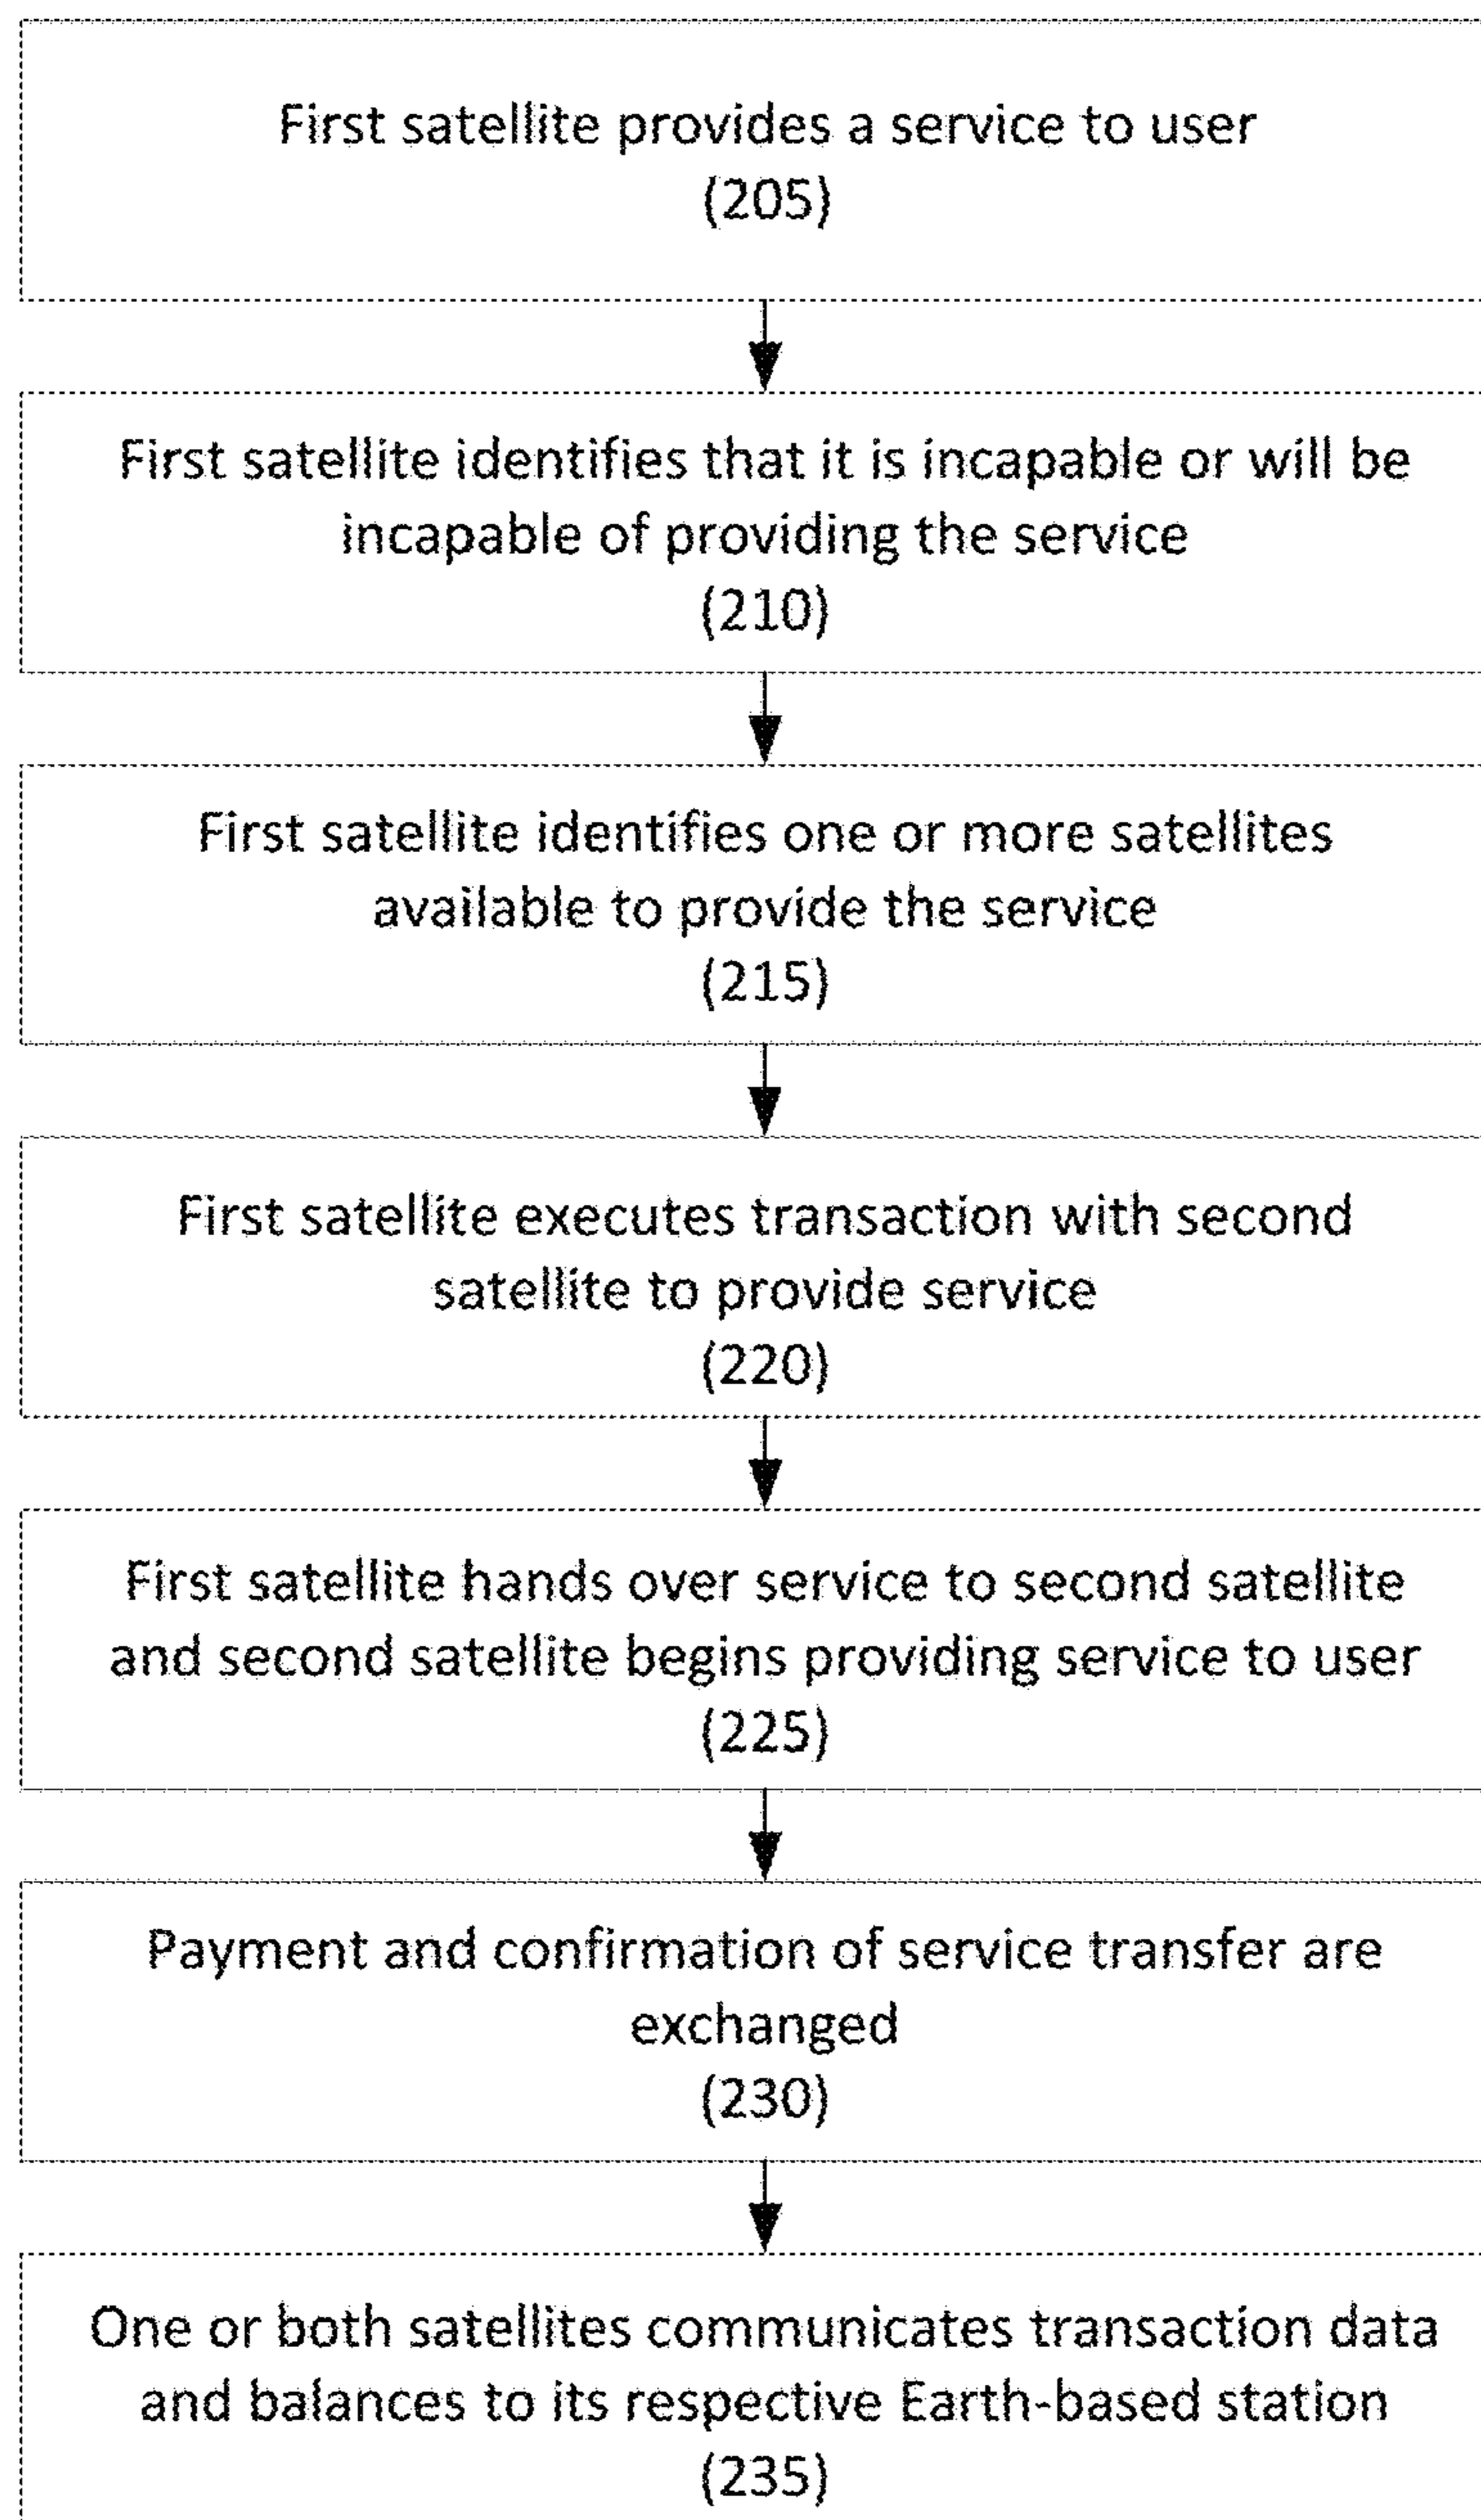 First satellite provides a service to user
(205)
First satellite identifies that it is incapable or will be
incapable of providing the service
(210)
First satellite identifies one or more satellites
available to provide the service
(215)
First satellite executes transaction with second
satellite to provide service
(220)
First satellite hands over service to second satellite
and second satellite begins providing service to user
(225)
Payment and confirmation of service transfer are
exchanged
(230)
One or both satellites communicates transaction data
and balances to its respective Earth-based station
(235)